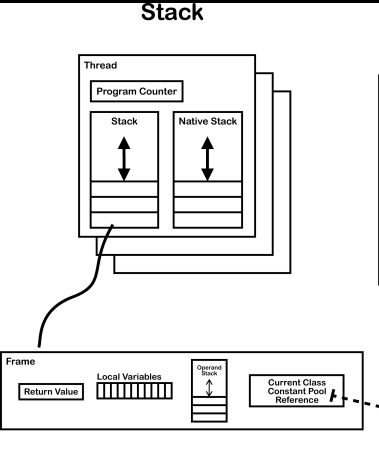 Stack
Thread
Program Counter
Stack
Native Stack
Frame
Return Value
Local Variables
Operand
Stack
Current Class
Constant Pool
Reference